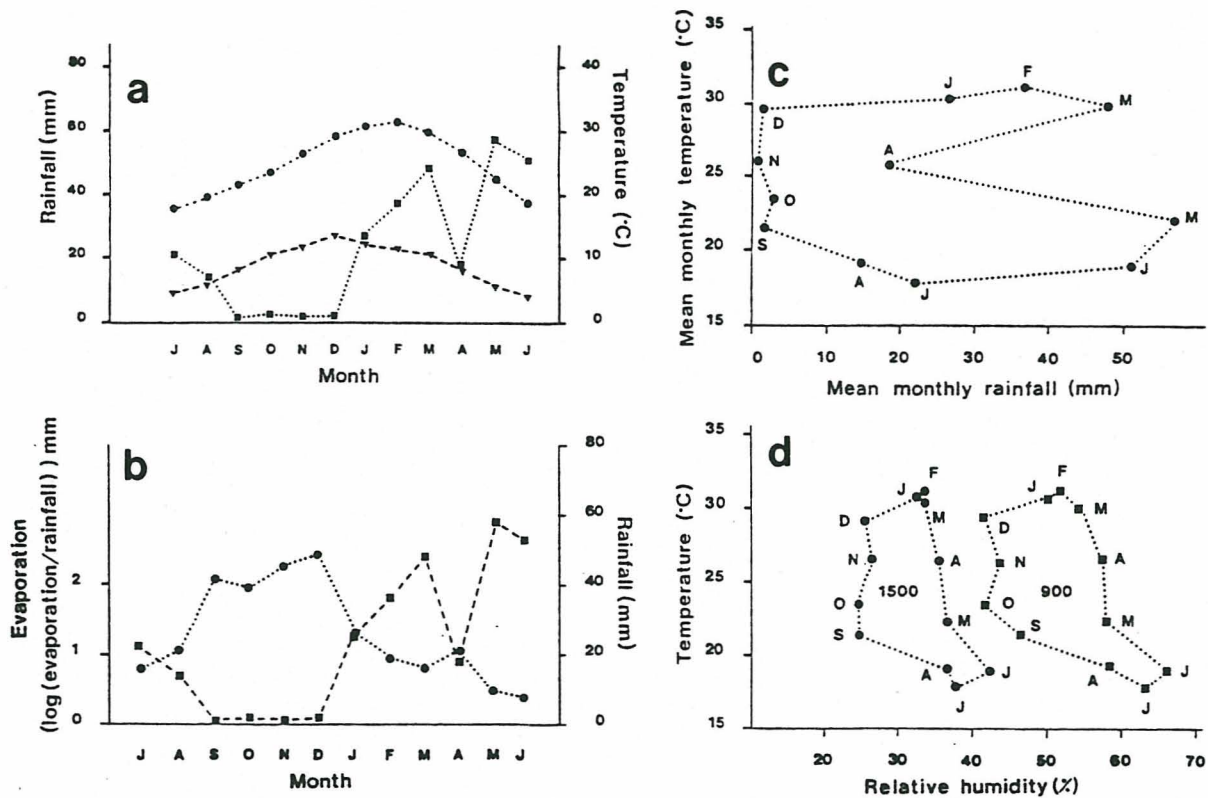 a
Rainfall (mm)
80
60
40
20
0
Temperature (°C)
40
30
20
10
0
J A S O N D J F M A M J
Month
b
Evaporation
(log (evaporation/rainfall)) mm
2
1
0
Rainfall (mm)
80
60
40
20
0
J A S O N D J F M A M J
Month
c
Mean monthly temperature (°C)
35
30
25
20
15
J
F
M
D
A
N
O
M
S
A
J
J
0 10 20 30 40 50
Mean monthly rainfall (mm)
d
Temperature (°C)
35
30
25
20
15
F
J
M
D
N
A
O
1500
M
S
A
J
J
F
J
M
D
N
A
O
900
M
S
A
J
J
20 30 40 50 60 70
Relative humidity (%)